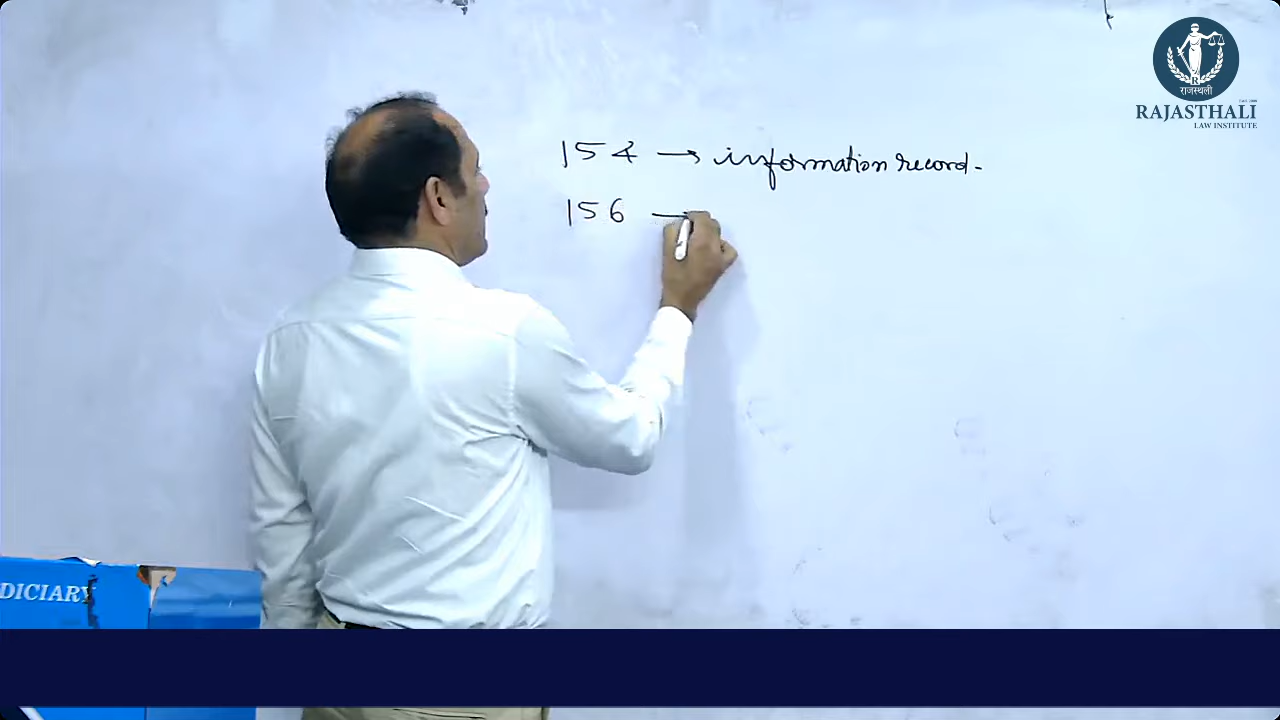 राजस्थली
RAJASTHALI
LAW INSTITUTE
154 → information record.
156 —
DICIARY